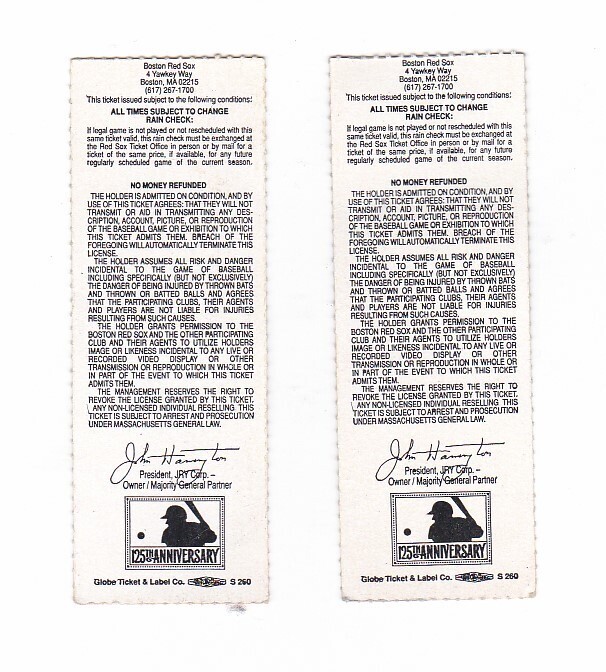 Boston Red Sox
4 Yawkey Way
Boston, MA 02215
(617) 267-1700
This ticket issued subject to the following conditions:
ALL TIMES SUBJECT TO CHANGE
RAIN CHECK:
If legal game is not played or not rescheduled with this
same ticket valid, this rain check must be exchanged at
the Red Sox Ticket Office in person or by mail for a
ticket of the same price, if available, for any future
regularly scheduled game of the current season.
NO MONEY REFUNDED
THE HOLDER IS ADMITTED ON CONDITION, AND BY
USE OF THIS TICKET AGREES: THAT THEY WILL NOT
TRANSMIT OR AID IN TRANSMITTING ANY DES-
CRIPTION, ACCOUNT, PICTURE, OR REPRODUCTION
OF THE BASEBALL GAME OR EXHIBITION TO WHICH
THIS TICKET ADMITS THEM. BREACH OF THE
FOREGOING WILL AUTOMATICALLY TERMINATE THIS
LICENSE.
THE HOLDER ASSUMES ALL RISK AND DANGER
INCIDENTAL TO THE GAME OF BASEBALL
INCLUDING SPECIFICALLY (BUT NOT EXCLUSIVELY)
THE DANGER OF BEING INJURED BY THROWN BATS
AND THROWN OR BATTED BALLS AND AGREES
THAT THE PARTICIPATING CLUBS, THEIR AGENTS
AND PLAYERS ARE NOT LIABLE FOR INJURIES
RESULTING FROM SUCH CAUSES.
THE HOLDER GRANTS PERMISSION TO THE
BOSTON RED SOX AND THE OTHER PARTICIPATING
CLUB AND THEIR AGENTS TO UTILIZE HOLDERS
IMAGE OR LIKENESS INCIDENTAL TO ANY LIVE OR
RECORDED VIDEO DISPLAY OR OTHER
TRANSMISSION OR REPRODUCTION IN WHOLE OR
IN PART OF THE EVENT TO WHICH THIS TICKET
ADMITS THEM.
THE MANAGEMENT RESERVES THE RIGHT TO
REVOKE THE LICENSE GRANTED BY THIS TICKET.
ANY NON-LICENSED INDIVIDUAL RESELLING THIS
TICKET IS SUBJECT TO ARREST AND PROSECUTION
UNDER MASSACHUSETTS GENERAL LAW.
John Harrington
President, JRY Corp. –
Owner / Majority General Partner
125TH ANNIVERSARY
Globe Ticket & Label Co. S 260
Boston Red Sox
4 Yawkey Way
Boston, MA 02215
(617) 267-1700
This ticket issued subject to the following conditions:
ALL TIMES SUBJECT TO CHANGE
RAIN CHECK:
If legal game is not played or not rescheduled with this
same ticket valid, this rain check must be exchanged at
the Red Sox Ticket Office in person or by mail for a
ticket of the same price, if available, for any future
regularly scheduled game of the current season.
NO MONEY REFUNDED
THE HOLDER IS ADMITTED ON CONDITION, AND BY
USE OF THIS TICKET AGREES: THAT THEY WILL NOT
TRANSMIT OR AID IN TRANSMITTING ANY DES-
CRIPTION, ACCOUNT, PICTURE, OR REPRODUCTION
OF THE BASEBALL GAME OR EXHIBITION TO WHICH
THIS TICKET ADMITS THEM. BREACH OF THE
FOREGOING WILL AUTOMATICALLY TERMINATE THIS
LICENSE.
THE HOLDER ASSUMES ALL RISK AND DANGER
INCIDENTAL TO THE GAME OF BASEBALL
INCLUDING SPECIFICALLY (BUT NOT EXCLUSIVELY)
THE DANGER OF BEING INJURED BY THROWN BATS
AND THROWN OR BATTED BALLS AND AGREES
THAT THE PARTICIPATING CLUBS, THEIR AGENTS
AND PLAYERS ARE NOT LIABLE FOR INJURIES
RESULTING FROM SUCH CAUSES.
THE HOLDER GRANTS PERMISSION TO THE
BOSTON RED SOX AND THE OTHER PARTICIPATING
CLUB AND THEIR AGENTS TO UTILIZE HOLDERS
IMAGE OR LIKENESS INCIDENTAL TO ANY LIVE OR
RECORDED VIDEO DISPLAY OR OTHER
TRANSMISSION OR REPRODUCTION IN WHOLE OR
IN PART OF THE EVENT TO WHICH THIS TICKET
ADMITS THEM.
THE MANAGEMENT RESERVES THE RIGHT TO
REVOKE THE LICENSE GRANTED BY THIS TICKET.
ANY NON-LICENSED INDIVIDUAL RESELLING THIS
TICKET IS SUBJECT TO ARREST AND PROSECUTION
UNDER MASSACHUSETTS GENERAL LAW.
John Harrington
President, JRY Corp. –
Owner / Majority General Partner
125TH ANNIVERSARY
Globe Ticket & Label Co. S 260